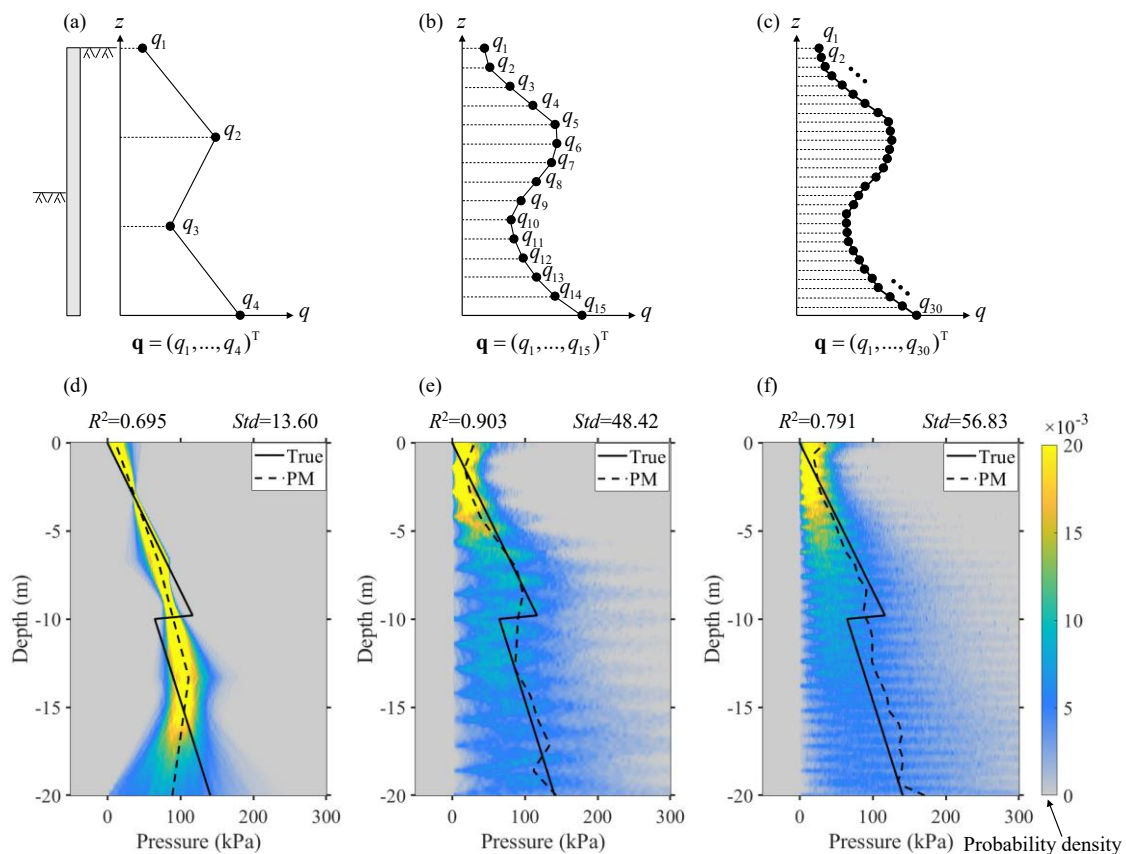 (a)
z
q₁
q₂
q₃
q₄
q
𝐪 = (q₁,...,q₄)ᵀ
(b)
z
q₁
q₂
q₃
q₄
q₅
q₆
q₇
q₈
q₉
q₁₀
q₁₁
q₁₂
q₁₃
q₁₄
q₁₅
q
𝐪 = (q₁,...,q₁₅)ᵀ
(c)
z
q₁
q₂
q₃₀
q
𝐪 = (q₁,...,q₃₀)ᵀ
(d)
R²=0.695 Std=13.60
True
PM
0
-5
-10
-15
-20
Depth (m)
0 100 200 300
Pressure (kPa)
(e)
R²=0.903 Std=48.42
True
PM
0
-5
-10
-15
-20
Depth (m)
0 100 200 300
Pressure (kPa)
(f)
R²=0.791 Std=56.83
True
PM
0
-5
-10
-15
-20
Depth (m)
0 100 200 300
Pressure (kPa)
×10⁻³
20
15
10
5
0
Probability density